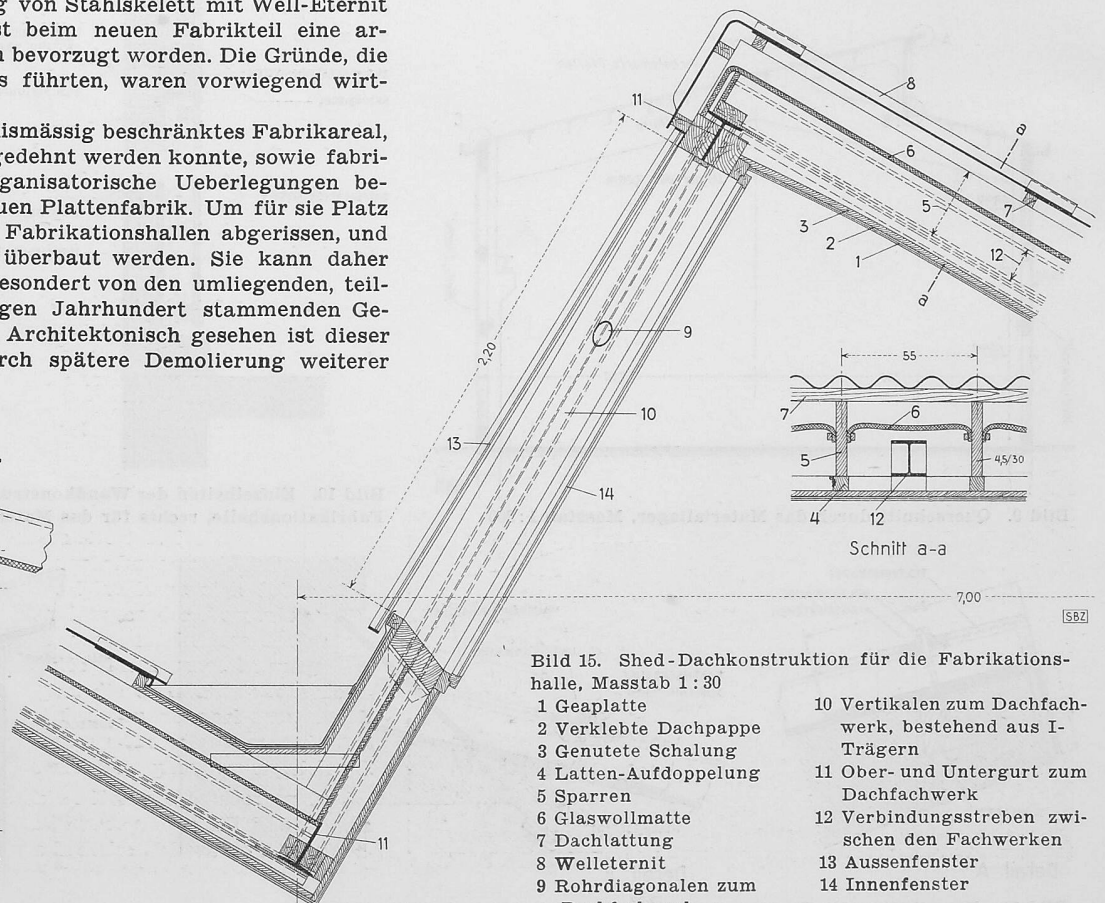 von Stahlskelett mit Well-Eternit
beim neuen Fabrikteil eine ar-
bevorzugt worden. Die Gründe, die
führten, waren vorwiegend wirt-
ismässig beschränktes Fabrikareal,
gedehnt werden konnte, sowie fabri-
ganisatorische Ueberlegungen be-
uen Plattenfabrik. Um für sie Platz
Fabrikationshallen abgerissen, und
überbaut werden. Sie kann daher
esondert von den umliegenden, teil-
gen Jahrhundert stammenden Ge-
Architektonisch gesehen ist dieser
rch spätere Demolierung weiterer
11
8
a
6
5
7
3
2
1
12
a
2,20
9
10
13
14
55
7
6
5
4,5/30
4
12
Schnitt a-a
7,00
SBZ
11
Bild 15. Shed-Dachkonstruktion für die Fabrikations-
halle, Masstab 1 : 30
1 Geaplatte
2 Verklebte Dachpappe
3 Genutete Schalung
4 Latten-Aufdoppelung
5 Sparren
6 Glaswollmatte
7 Dachlattung
8 Welleternit
9 Rohrdiagonalen zum
10 Vertikalen zum Dachfach-
werk, bestehend aus I-
Trägern
11 Ober- und Untergurt zum
Dachfachwerk
12 Verbindungsstreben zwi-
schen den Fachwerken
13 Aussenfenster
14 Innenfenster